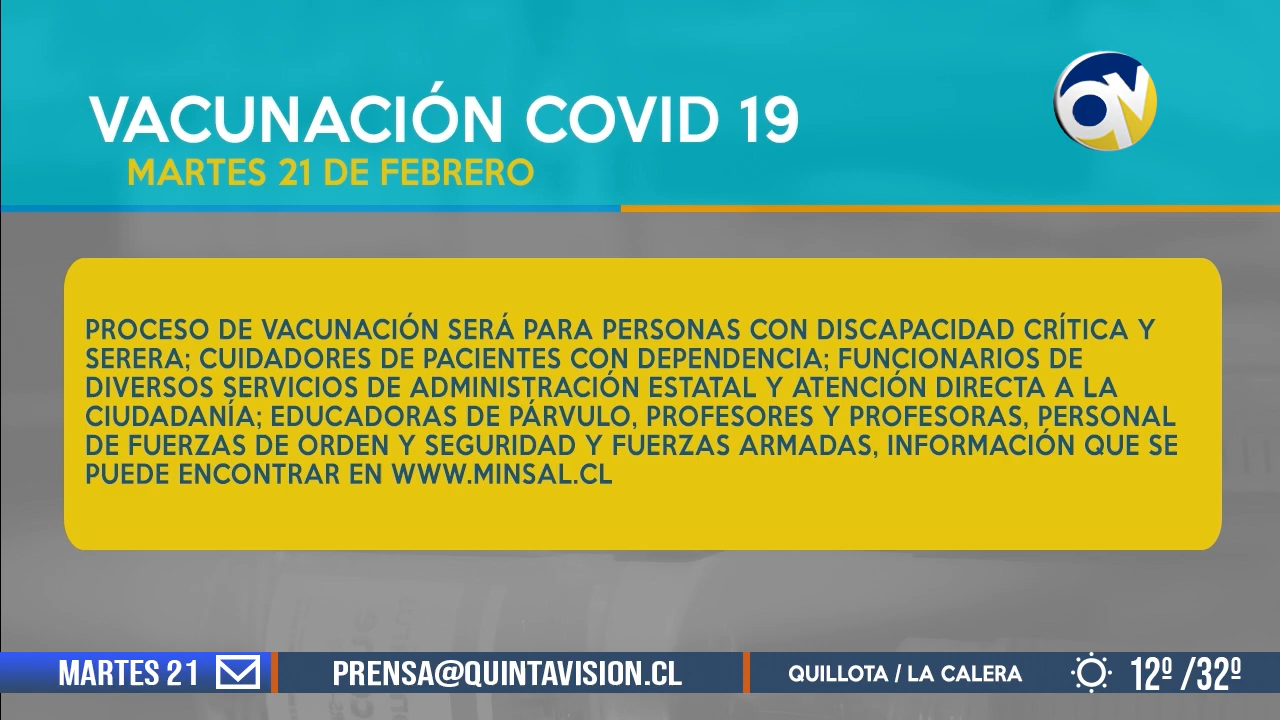 VACUNACIÓN COVID 19
MARTES 21 DE FEBRERO
QV
PROCESO DE VACUNACIÓN SERÁ PARA PERSONAS CON DISCAPACIDAD CRÍTICA Y
SERERA; CUIDADORES DE PACIENTES CON DEPENDENCIA; FUNCIONARIOS DE
DIVERSOS SERVICIOS DE ADMINISTRACIÓN ESTATAL Y ATENCIÓN DIRECTA A LA
CIUDADANÍA; EDUCADORAS DE PÁRVULO, PROFESORES Y PROFESORAS, PERSONAL
DE FUERZAS DE ORDEN Y SEGURIDAD Y FUERZAS ARMADAS, INFORMACIÓN QUE SE
PUEDE ENCONTRAR EN WWW.MINSAL.CL
MARTES 21
PRENSA@QUINTAVISION.CL
QUILLOTA / LA CALERA
12º /32º